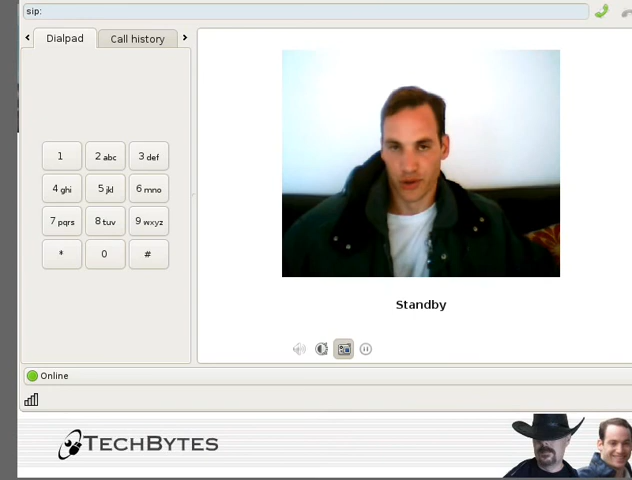 sip:
Dialpad
Call history
1
2 abc
3 def
4 ghi
5 jkl
6 mno
7 pqrs
8 tuv
9 wxyz
*
0
#
Standby
Online
TECHBYTES